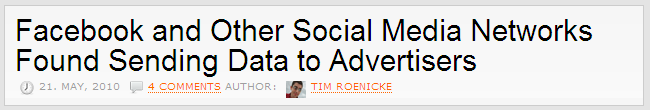 Facebook and Other Social Media Networks
Found Sending Data to Advertisers
21. MAY, 2010 4 COMMENTS AUTHOR: TIM ROENICKE